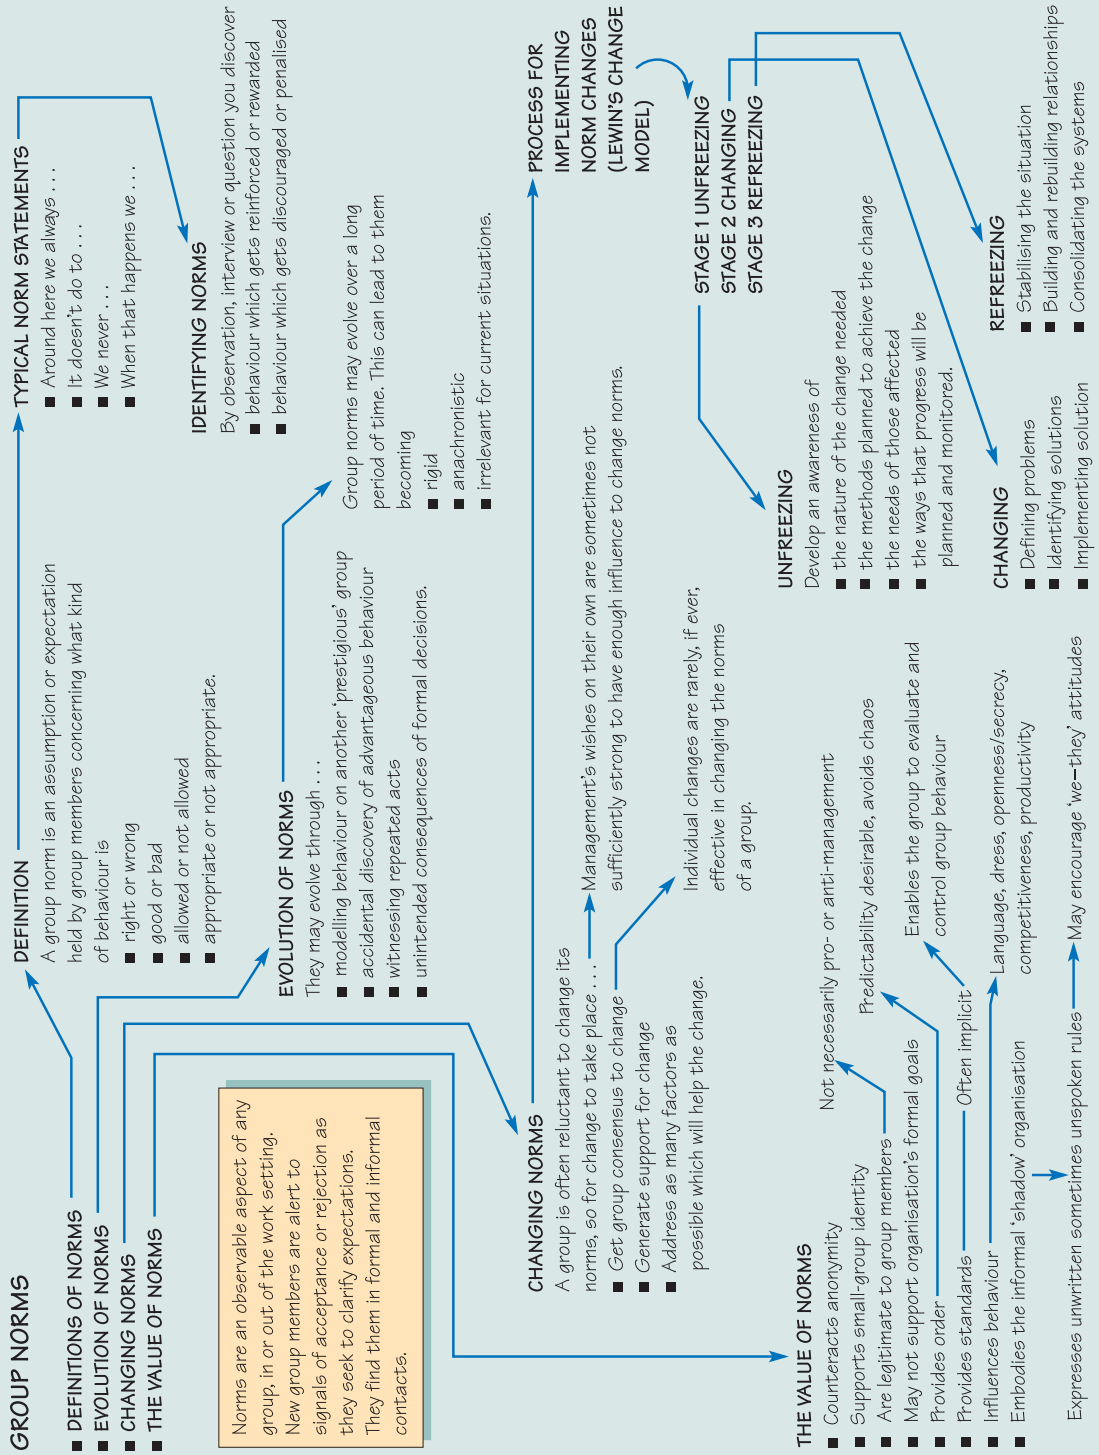 GROUP NORMS
■ DEFINITIONS OF NORMS
■ EVOLUTION OF NORMS
■ CHANGING NORMS
■ THE VALUE OF NORMS
Norms are an observable aspect of any
group, in or out of the work setting.
New group members are alert to
signals of acceptance or rejection as
they seek to clarify expectations.
They find them in formal and informal
contacts.
DEFINITION
A group norm is an assumption or expectation
held by group members concerning what kind
of behaviour is
■ right or wrong
■ good or bad
■ allowed or not allowed
■ appropriate or not appropriate.
TYPICAL NORM STATEMENTS
■ Around here we always . . .
■ It doesn't do to . . .
■ We never . . .
■ When that happens we . . .
IDENTIFYING NORMS
By observation, interview or question you discover
■ behaviour which gets reinforced or rewarded
■ behaviour which gets discouraged or penalised
EVOLUTION OF NORMS
They may evolve through . . .
■ modelling behaviour on another 'prestigious' group
■ accidental discovery of advantageous behaviour
■ witnessing repeated acts
■ unintended consequences of formal decisions.
Group norms may evolve over a long
period of time. This can lead to them
becoming
■ rigid
■ anachronistic
■ irrelevant for current situations.
CHANGING NORMS
A group is often reluctant to change its
norms, so for change to take place . . .
■ Get group consensus to change
■ Generate support for change
■ Address as many factors as
possible which will help the change.
Management's wishes on their own are sometimes not
sufficiently strong to have enough influence to change norms.
Individual changes are rarely, if ever,
effective in changing the norms
of a group.
PROCESS FOR
IMPLEMENTING
NORM CHANGES
(LEWIN'S CHANGE
MODEL)
STAGE 1 UNFREEZING
STAGE 2 CHANGING
STAGE 3 REFREEZING
UNFREEZING
Develop an awareness of
■ the nature of the change needed
■ the methods planned to achieve the change
■ the needs of those affected
■ the ways that progress will be
planned and monitored.
CHANGING
■ Defining problems
■ Identifying solutions
■ Implementing solution
REFREEZING
■ Stabilising the situation
■ Building and rebuilding relationships
■ Consolidating the systems
THE VALUE OF NORMS
■ Counteracts anonymity
■ Supports small-group identity
■ Are legitimate to group members
■ May not support organisation's formal goals
■ Provides order
■ Provides standards
■ Influences behaviour
■ Embodies the informal 'shadow' organisation
Expresses unwritten sometimes unspoken rules
Not necessarily pro- or anti-management
Predictability desirable, avoids chaos
Often implicit
Enables the group to evaluate and
control group behaviour
Language, dress, openness/secrecy,
competitiveness, productivity
May encourage 'we–they' attitudes